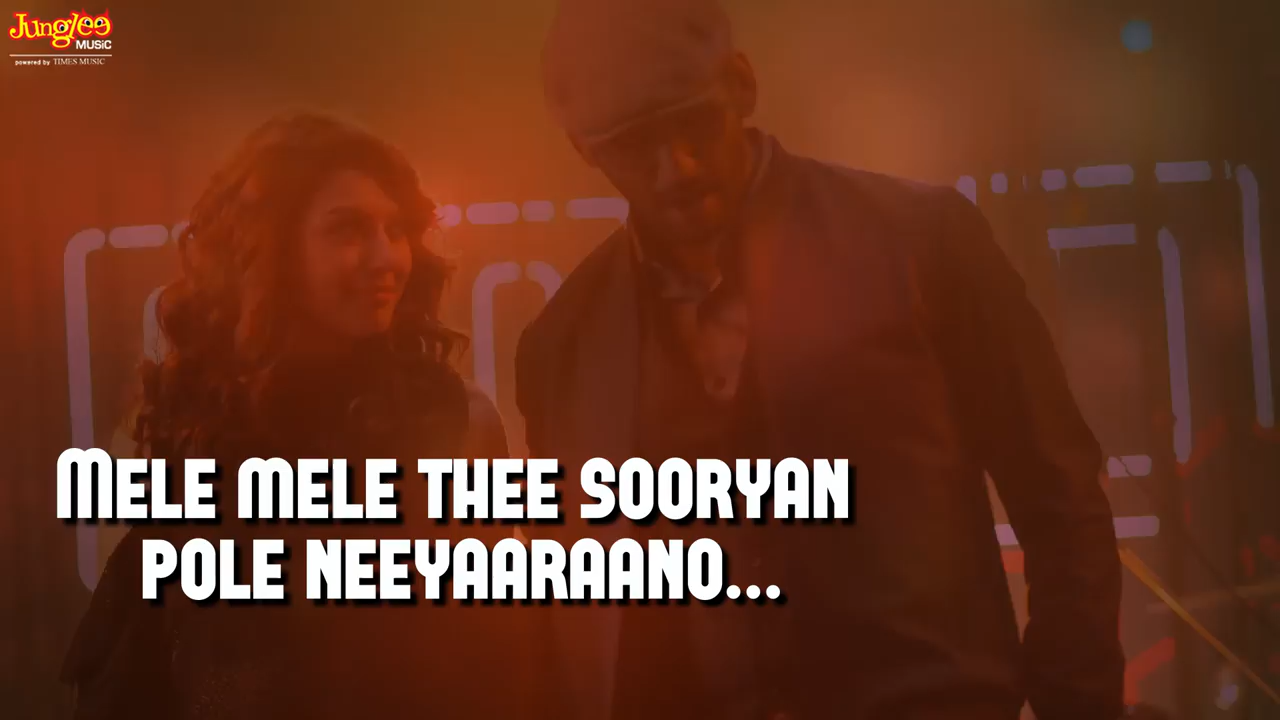 Junglee
MUSIC
powered by TIMES MUSIC
Mele mele thee sooryan
pole neeyaaraano...